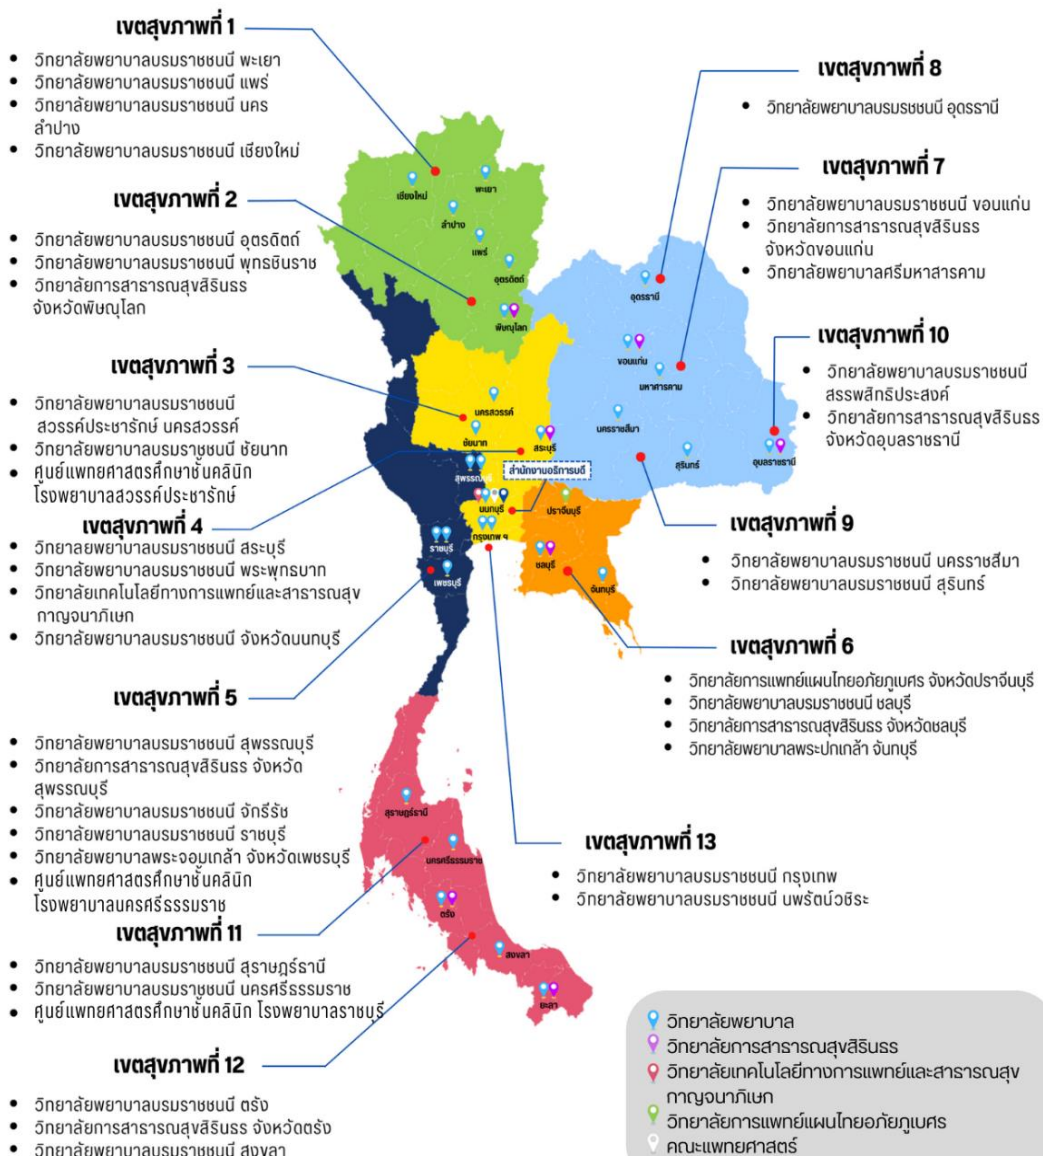 เขตสุขภาพที่ 1
• วิทยาลัยพยาบาลบรมราชชนนี พะเยา
• วิทยาลัยพยาบาลบรมราชชนนี แพร่
• วิทยาลัยพยาบาลบรมราชชนนี นคร
ลำปาง
• วิทยาลัยพยาบาลบรมราชชนนี เชียงใหม่
เขตสุขภาพที่ 2
• วิทยาลัยพยาบาลบรมราชชนนี อุตรดิตถ์
• วิทยาลัยพยาบาลบรมราชชนนี พุทธชินราช
• วิทยาลัยการสาธารณสุขสิรินธร
จังหวัดพิษณุโลก
เขตสุขภาพที่ 3
• วิทยาลัยพยาบาลบรมราชชนนี
สวรรค์ประชารักษ์ นครสวรรค์
• วิทยาลัยพยาบาลบรมราชชนนี ชัยนาท
• ศูนย์แพทยศาสตรศึกษาชั้นคลินิก
โรงพยาบาลสวรรค์ประชารักษ์
เขตสุขภาพที่ 4
• วิทยาลัยพยาบาลบรมราชชนนี สระบุรี
• วิทยาลัยพยาบาลบรมราชชนนี พระพุทธบาท
• วิทยาลัยเทคโนโลยีทางการแพทย์และสาธารณสุข
กาญจนาภิเษก
• วิทยาลัยพยาบาลบรมราชชนนี จังหวัดนนทบุรี
เขตสุขภาพที่ 5
• วิทยาลัยพยาบาลบรมราชชนนี สุพรรณบุรี
• วิทยาลัยการสาธารณสุขสิรินธร จังหวัด
สุพรรณบุรี
• วิทยาลัยพยาบาลบรมราชชนนี จักรีรัช
• วิทยาลัยพยาบาลบรมราชชนนี ราชบุรี
• วิทยาลัยพยาบาลพระจอมเกล้า จังหวัดเพชรบุรี
• ศูนย์แพทยศาสตรศึกษาชั้นคลินิก
โรงพยาบาลนครศรีธรรมราช
เขตสุขภาพที่ 11
• วิทยาลัยพยาบาลบรมราชชนนี สุราษฎร์ธานี
• วิทยาลัยพยาบาลบรมราชชนนี นครศรีธรรมราช
• ศูนย์แพทยศาสตรศึกษาชั้นคลินิก โรงพยาบาลราชบุรี
เขตสุขภาพที่ 12
• วิทยาลัยพยาบาลบรมราชชนนี ตรัง
• วิทยาลัยการสาธารณสุขสิรินธร จังหวัดตรัง
• วิทยาลัยพยาบาลบรมราชชนนี สงขลา
เชียงใหม่
พะเยา
ลำปาง
แพร่
อุตรดิตถ์
พิษณุโลก
นครสวรรค์
ชัยนาท
สระบุรี
สุพรรณบุรี
สำนักงานอธิการบดี
นนทบุรี
กรุงเทพ ฯ
ราชบุรี
เพชรบุรี
ปราจีนบุรี
ชลบุรี
จันทบุรี
อุดรธานี
ขอนแก่น
มหาสารคาม
นครราชสีมา
สุรินทร์
อุบลราชธานี
สุราษฎร์ธานี
นครศรีธรรมราช
ตรัง
สงขลา
ยะลา
เขตสุขภาพที่ 8
• วิทยาลัยพยาบาลบรมรชชนนี อุดรธานี
เขตสุขภาพที่ 7
• วิทยาลัยพยาบาลบรมราชชนนี ขอนแก่น
• วิทยาลัยการสาธารณสุขสิรินธร
จังหวัดขอนแก่น
• วิทยาลัยพยาบาลศรีมหาสารคาม
เขตสุขภาพที่ 10
• วิทยาลัยพยาบาลบรมราชชนนี
สรรพสิทธิประสงค์
• วิทยาลัยการสาธารณสุขสิรินธร
จังหวัดอุบลราชธานี
เขตสุขภาพที่ 9
• วิทยาลัยพยาบาลบรมราชชนนี นครราชสีมา
• วิทยาลัยพยาบาลบรมราชชนนี สุรินทร์
เขตสุขภาพที่ 6
• วิทยาลัยการแพทย์แผนไทยอภัยภูเบศร จังหวัดปราจีนบุรี
• วิทยาลัยพยาบาลบรมราชชนนี ชลบุรี
• วิทยาลัยการสาธารณสุขสิรินธร จังหวัดชลบุรี
• วิทยาลัยพยาบาลพระปกเกล้า จันทบุรี
เขตสุขภาพที่ 13
• วิทยาลัยพยาบาลบรมราชชนนี กรุงเทพ
• วิทยาลัยพยาบาลบรมราชชนนี นพรัตน์วชิระ
วิทยาลัยพยาบาล
วิทยาลัยการสาธารณสุขสิรินธร
วิทยาลัยเทคโนโลยีทางการแพทย์และสาธารณสุข
กาญจนาภิเษก
วิทยาลัยการแพทย์แผนไทยอภัยภูเบศร
คณะแพทยศาสตร์